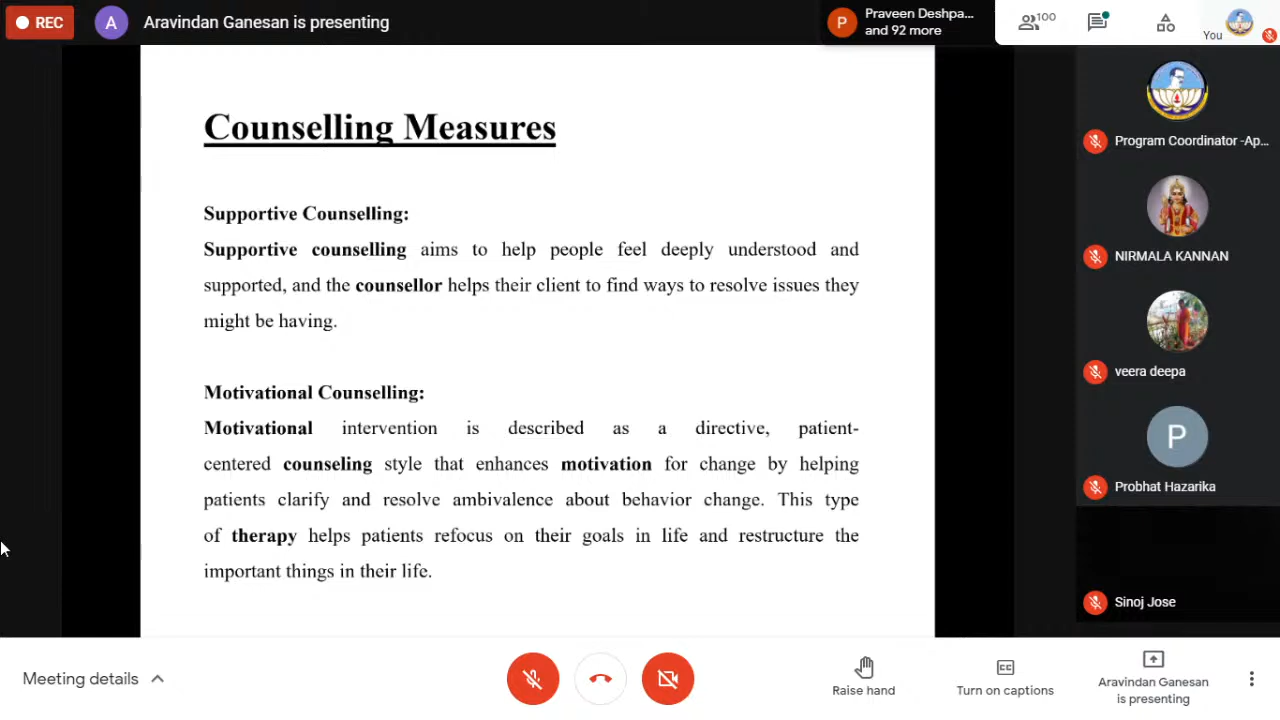 REC
A
Aravindan Ganesan is presenting
P
Praveen Deshpa...
and 92 more
100
You
Counselling Measures
Supportive Counselling:
Supportive counselling aims to help people feel deeply understood and
supported, and the counsellor helps their client to find ways to resolve issues they
might be having.
Motivational Counselling:
Motivational intervention is described as a directive, patient-
centered counseling style that enhances motivation for change by helping
patients clarify and resolve ambivalence about behavior change. This type
of therapy helps patients refocus on their goals in life and restructure the
important things in their life.
Program Coordinator -Ap...
NIRMALA KANNAN
veera deepa
P
Probhat Hazarika
Sinoj Jose
Meeting details
Raise hand
CC
Turn on captions
Aravindan Ganesan
is presenting